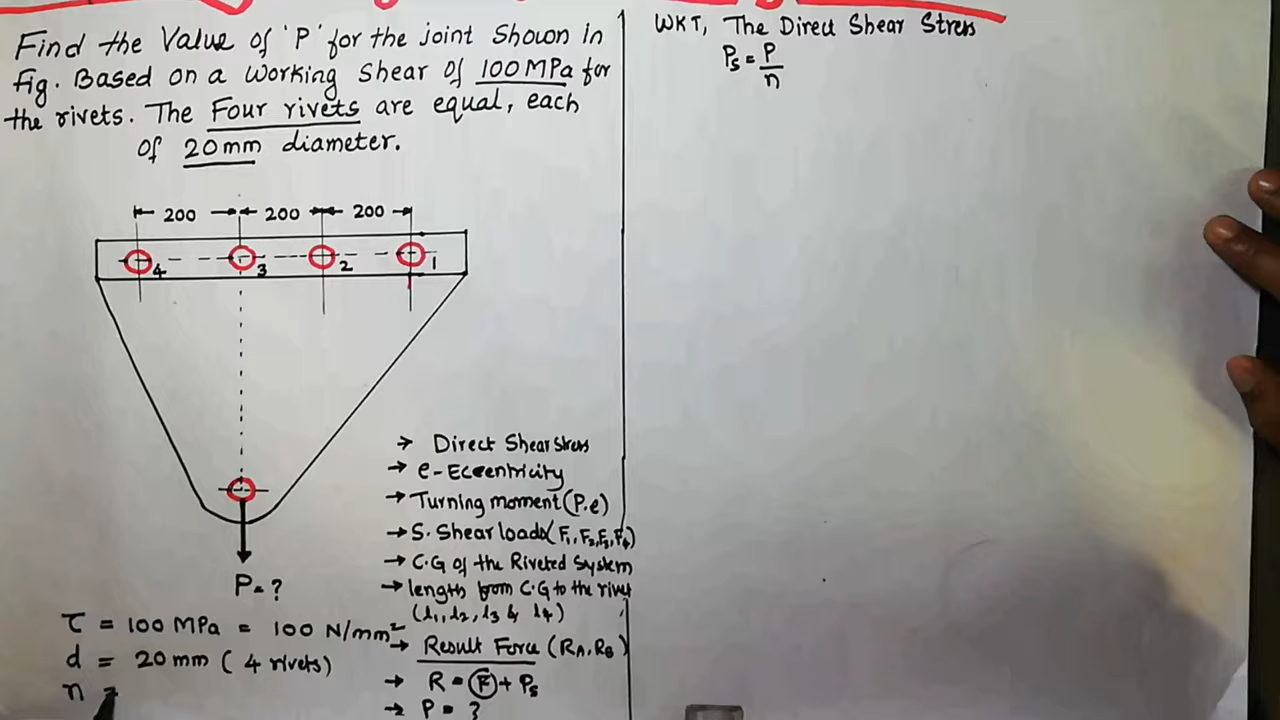 Find the Value of 'P' for the joint Shown in
Fig. Based on a Working Shear of 100 MPa for
the rivets. The Four rivets are equal, each
of 20 mm diameter.
200 200 200
4 3 2 1
P = ?
τ = 100 MPa = 100 N/mm²
d = 20 mm ( 4 rivets)
n =
→ Direct Shear Stress
→ e - Eccentricity
→ Turning moment (P.e)
→ S. Shear loads (F1, F2, F3, F4)
→ C.G of the Riveted System
→ length from C.G to the rivet
(l1, l2, l3 & l4)
→ Result Force (RA, RB)
→ R = F + Ps
→ P = ?
WKT, The Direct Shear Stress
Ps = P
n